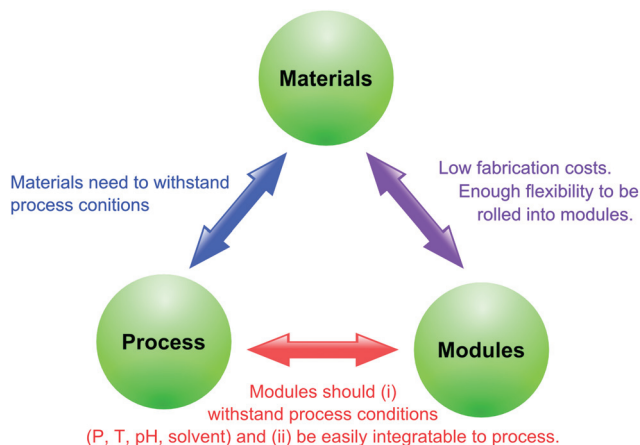 Materials
Materials need to withstand
process conitions
Low fabrication costs.
Enough flexibility to be
rolled into modules.
Process
Modules
Modules should (i)
withstand process conditions
(P, T, pH, solvent) and (ii) be easily integratable to process.